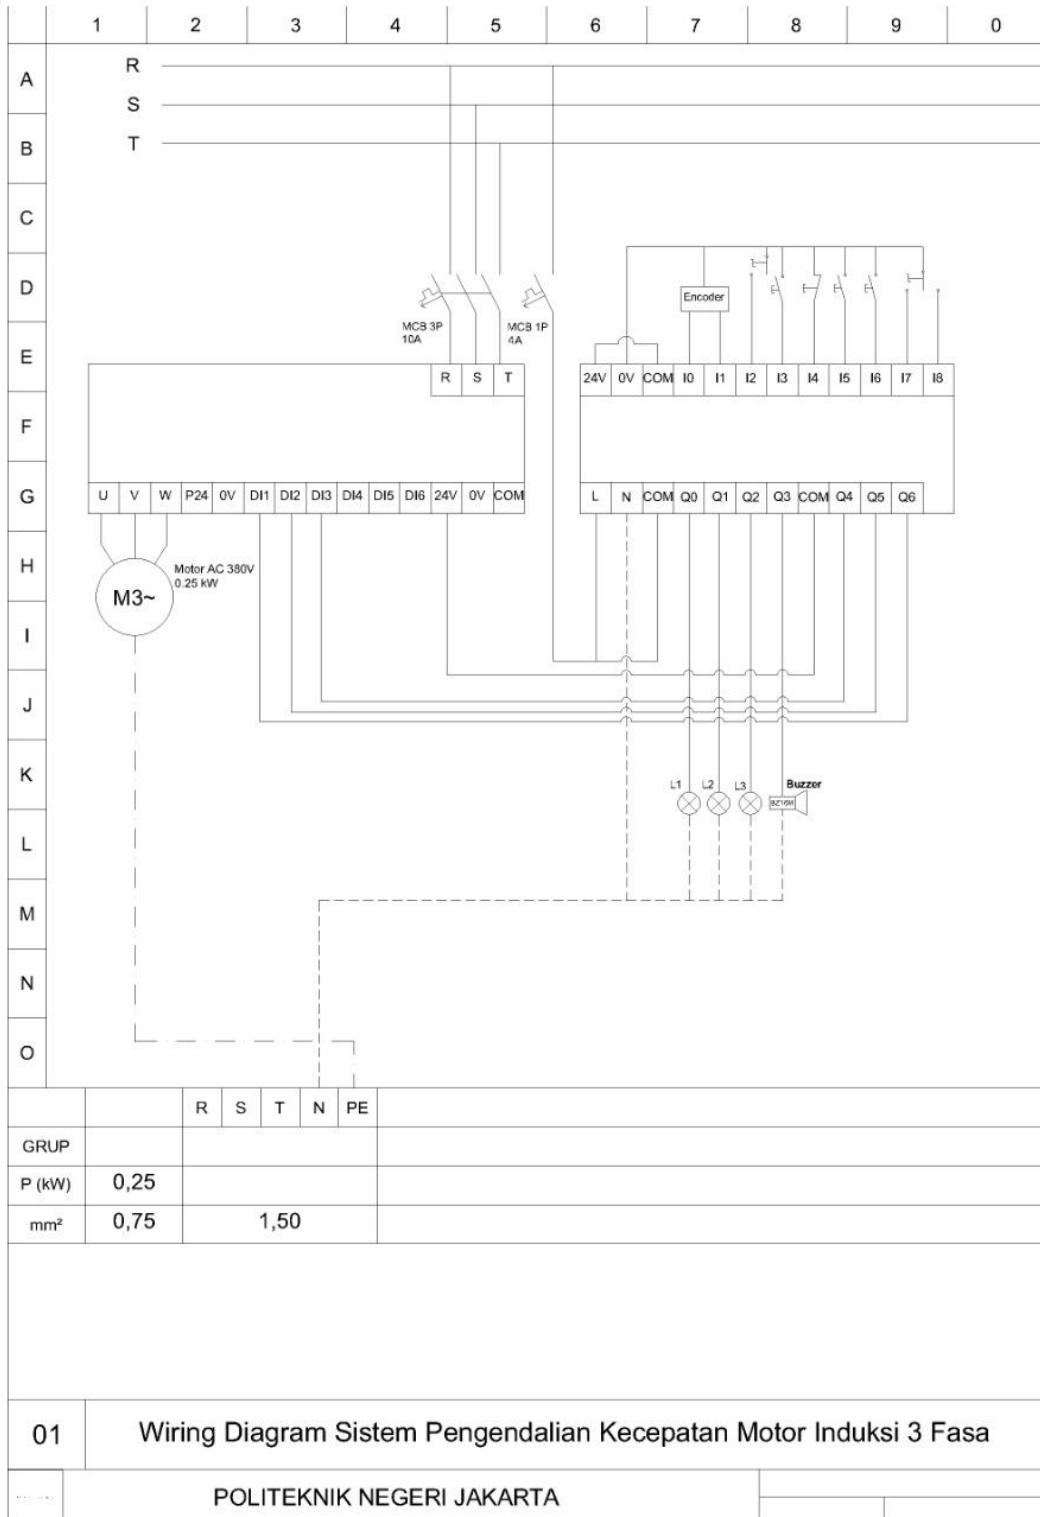 1 2 3 4 5 6 7 8 9 0
A
R
S
B
T
C
D
Encoder
MCB 3P
10A
MCB 1P
4A
E
R S T
24V 0V COM I0 I1 I2 I3 I4 I5 I6 I7 I8
F
G
U V W P24 0V DI1 DI2 DI3 DI4 DI5 DI6 24V 0V COM
L N COM Q0 Q1 Q2 Q3 COM Q4 Q5 Q6
H
Motor AC 380V
0.25 kW
M3~
I
J
K
L1 L2 L3 Buzzer
L
M
N
O
R S T N PE
GRUP
P (kW) 0,25
mm² 0,75 1,50
01 Wiring Diagram Sistem Pengendalian Kecepatan Motor Induksi 3 Fasa
POLITEKNIK NEGERI JAKARTA